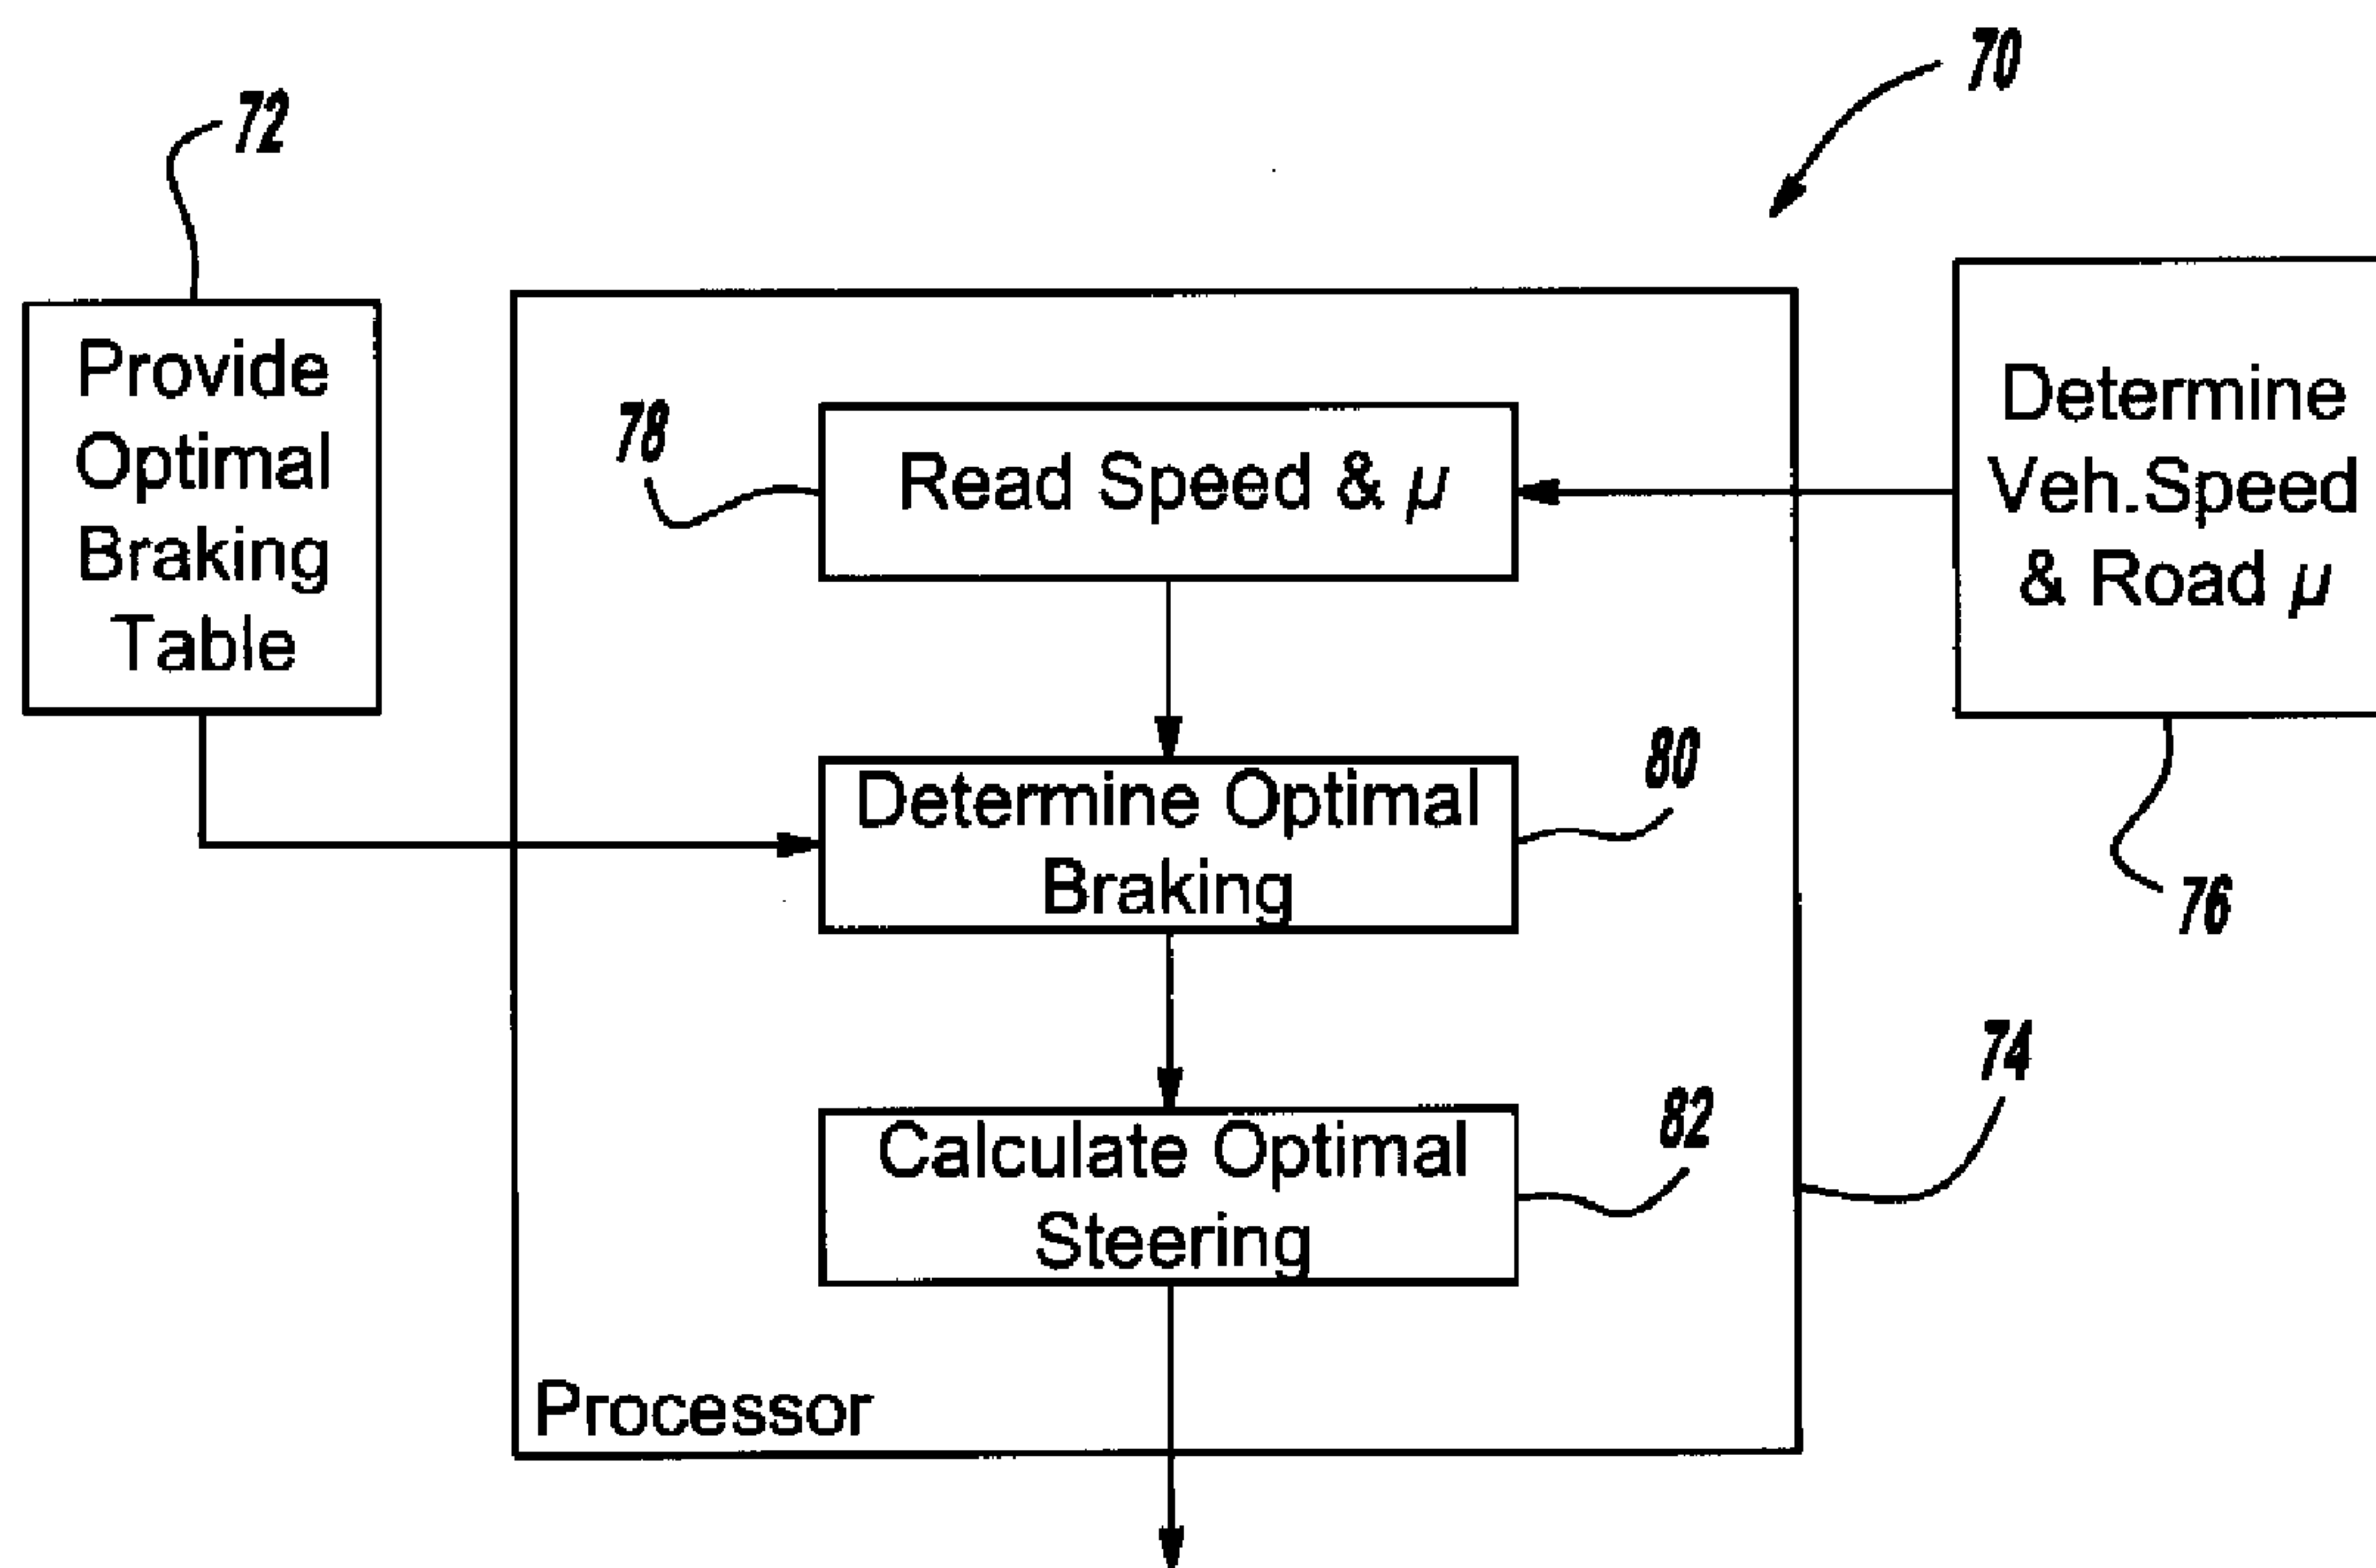 70
72
Provide
Optimal
Braking
Table
78
Read Speed & μ
Determine
Veh.Speed
& Road μ
76
Determine Optimal
Braking
80
Calculate Optimal
Steering
82
74
Processor